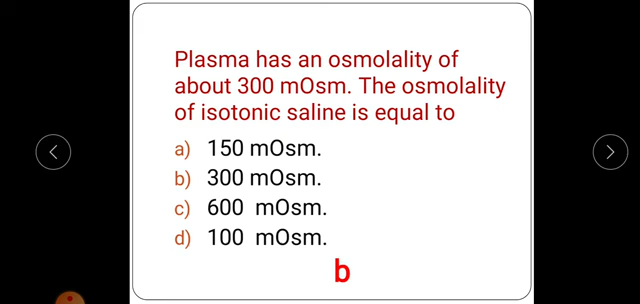 Plasma has an osmolality of
about 300 mOsm. The osmolality
of isotonic saline is equal to
a) 150 mOsm.
b) 300 mOsm.
c) 600 mOsm.
d) 100 mOsm.
b